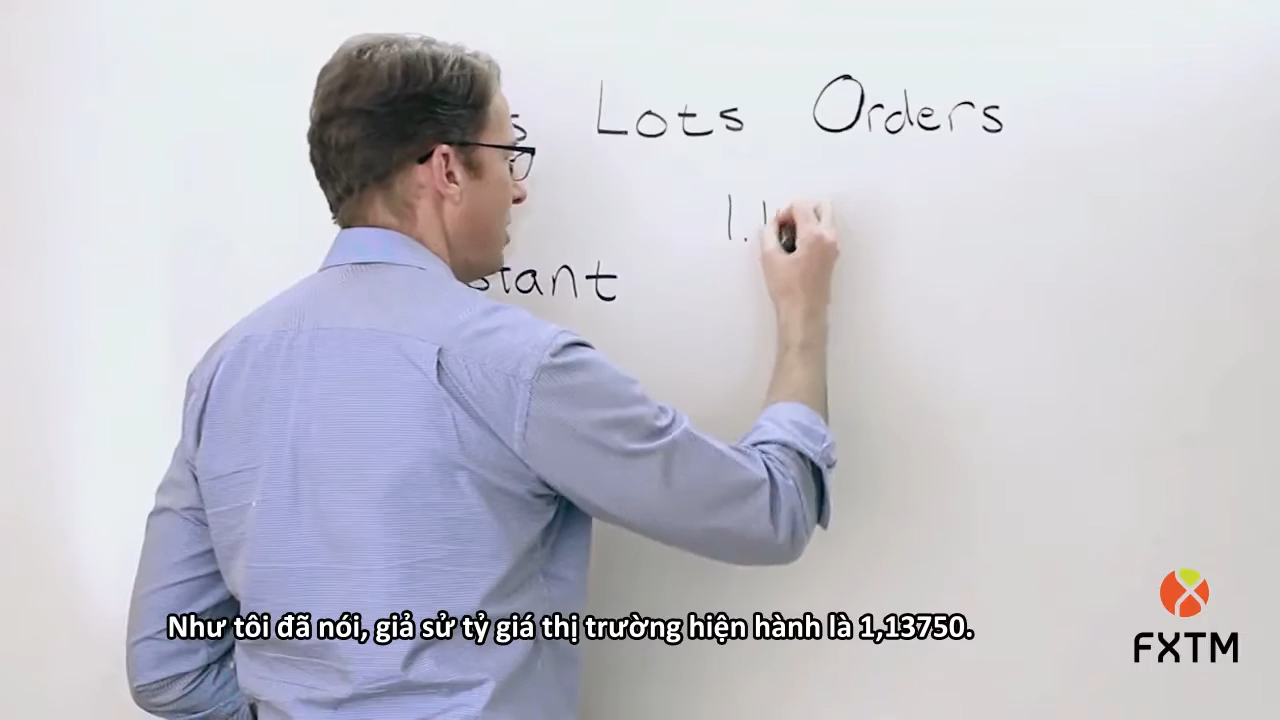 s Lots Orders
1.1
stant
Như tôi đã nói, giả sử tỷ giá thị trường hiện hành là 1,13750.
FXTM